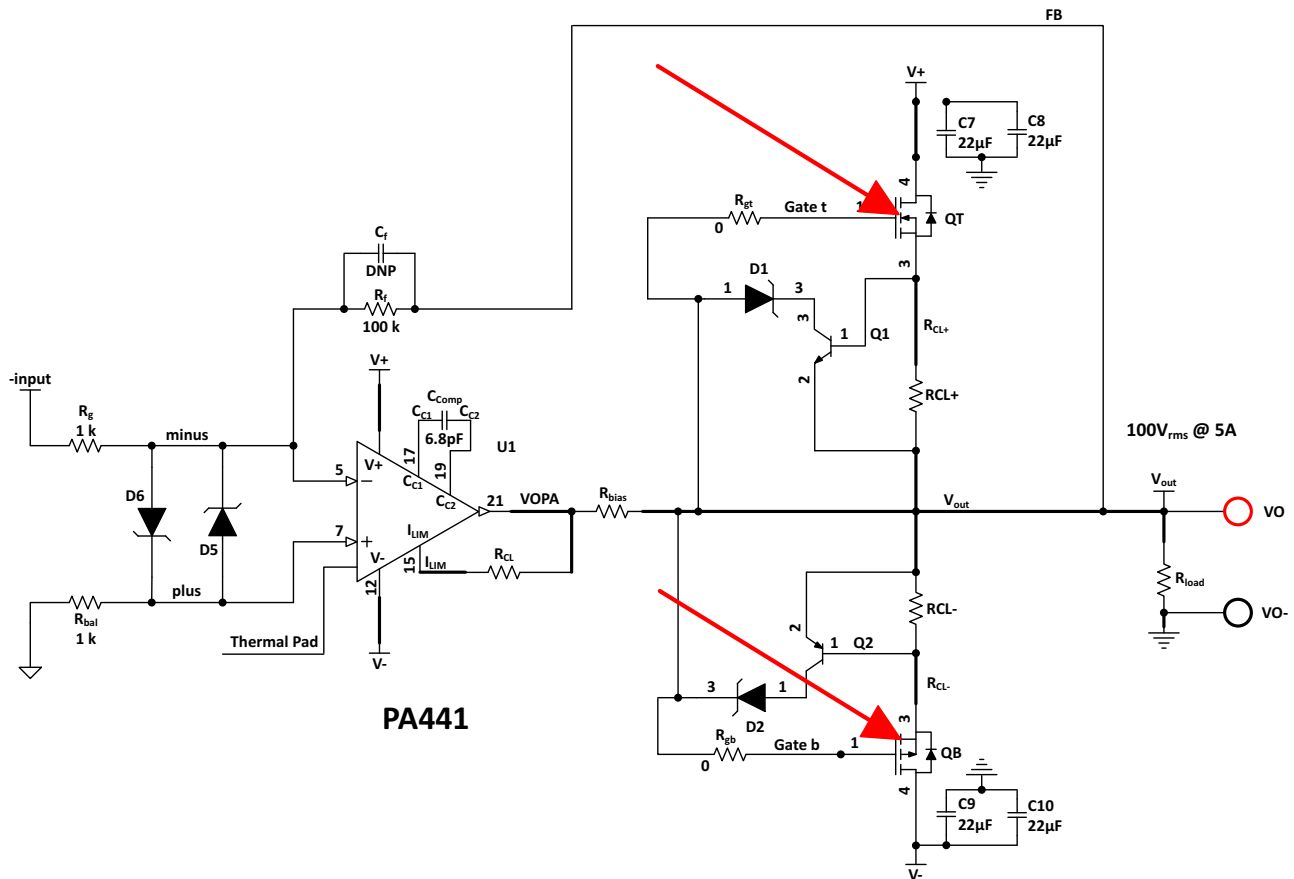 FB
V+
C7
22µF
C8
22µF
4
Rgt
0
Gate t
1
QT
3
Cf
DNP
Rf
100 k
D1
1
3
3
1
Q1
2
RCL+
RCL+
-input
Rg
1 k
minus
V+
CComp
CC1
CC2
6.8pF
17
19
U1
5
V+
CC1
CC2
21
VOPA
Rbias
Vout
100Vrms @ 5A
Vout
VO
D6
D5
7
ILIM
V-
15
ILIM
RCL
12
plus
Rbal
1 k
Thermal Pad
V-
PA441
Rload
VO-
RCL-
2
1
Q2
RCL-
3
1
D2
3
Rgb
0
Gate b
1
QB
4
C9
22µF
C10
22µF
V-